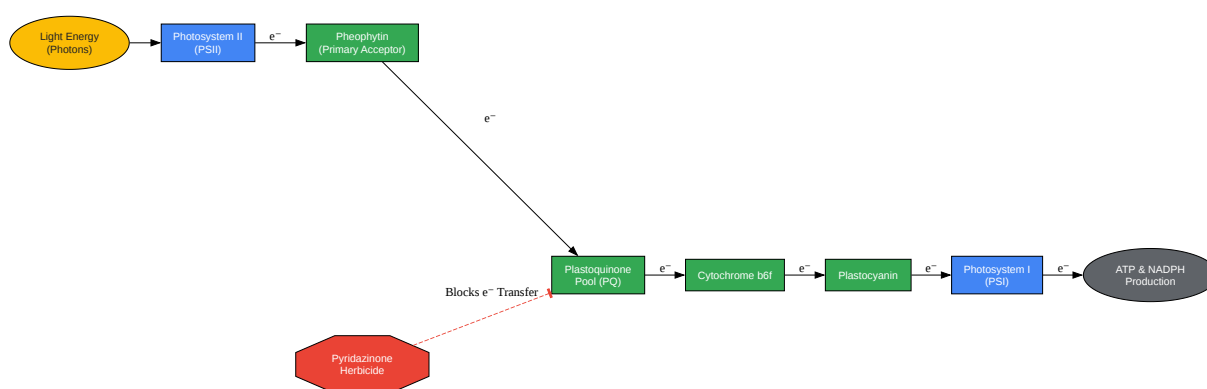 Light Energy
(Photons)
Photosystem II
(PSII)
e⁻
Pheophytin
(Primary Acceptor)
e⁻
Plastoquinone
Pool (PQ)
e⁻
Cytochrome b6f
e⁻
Plastocyanin
e⁻
Photosystem I
(PSI)
e⁻
ATP & NADPH
Production
Blocks e⁻ Transfer
Pyridazinone
Herbicide